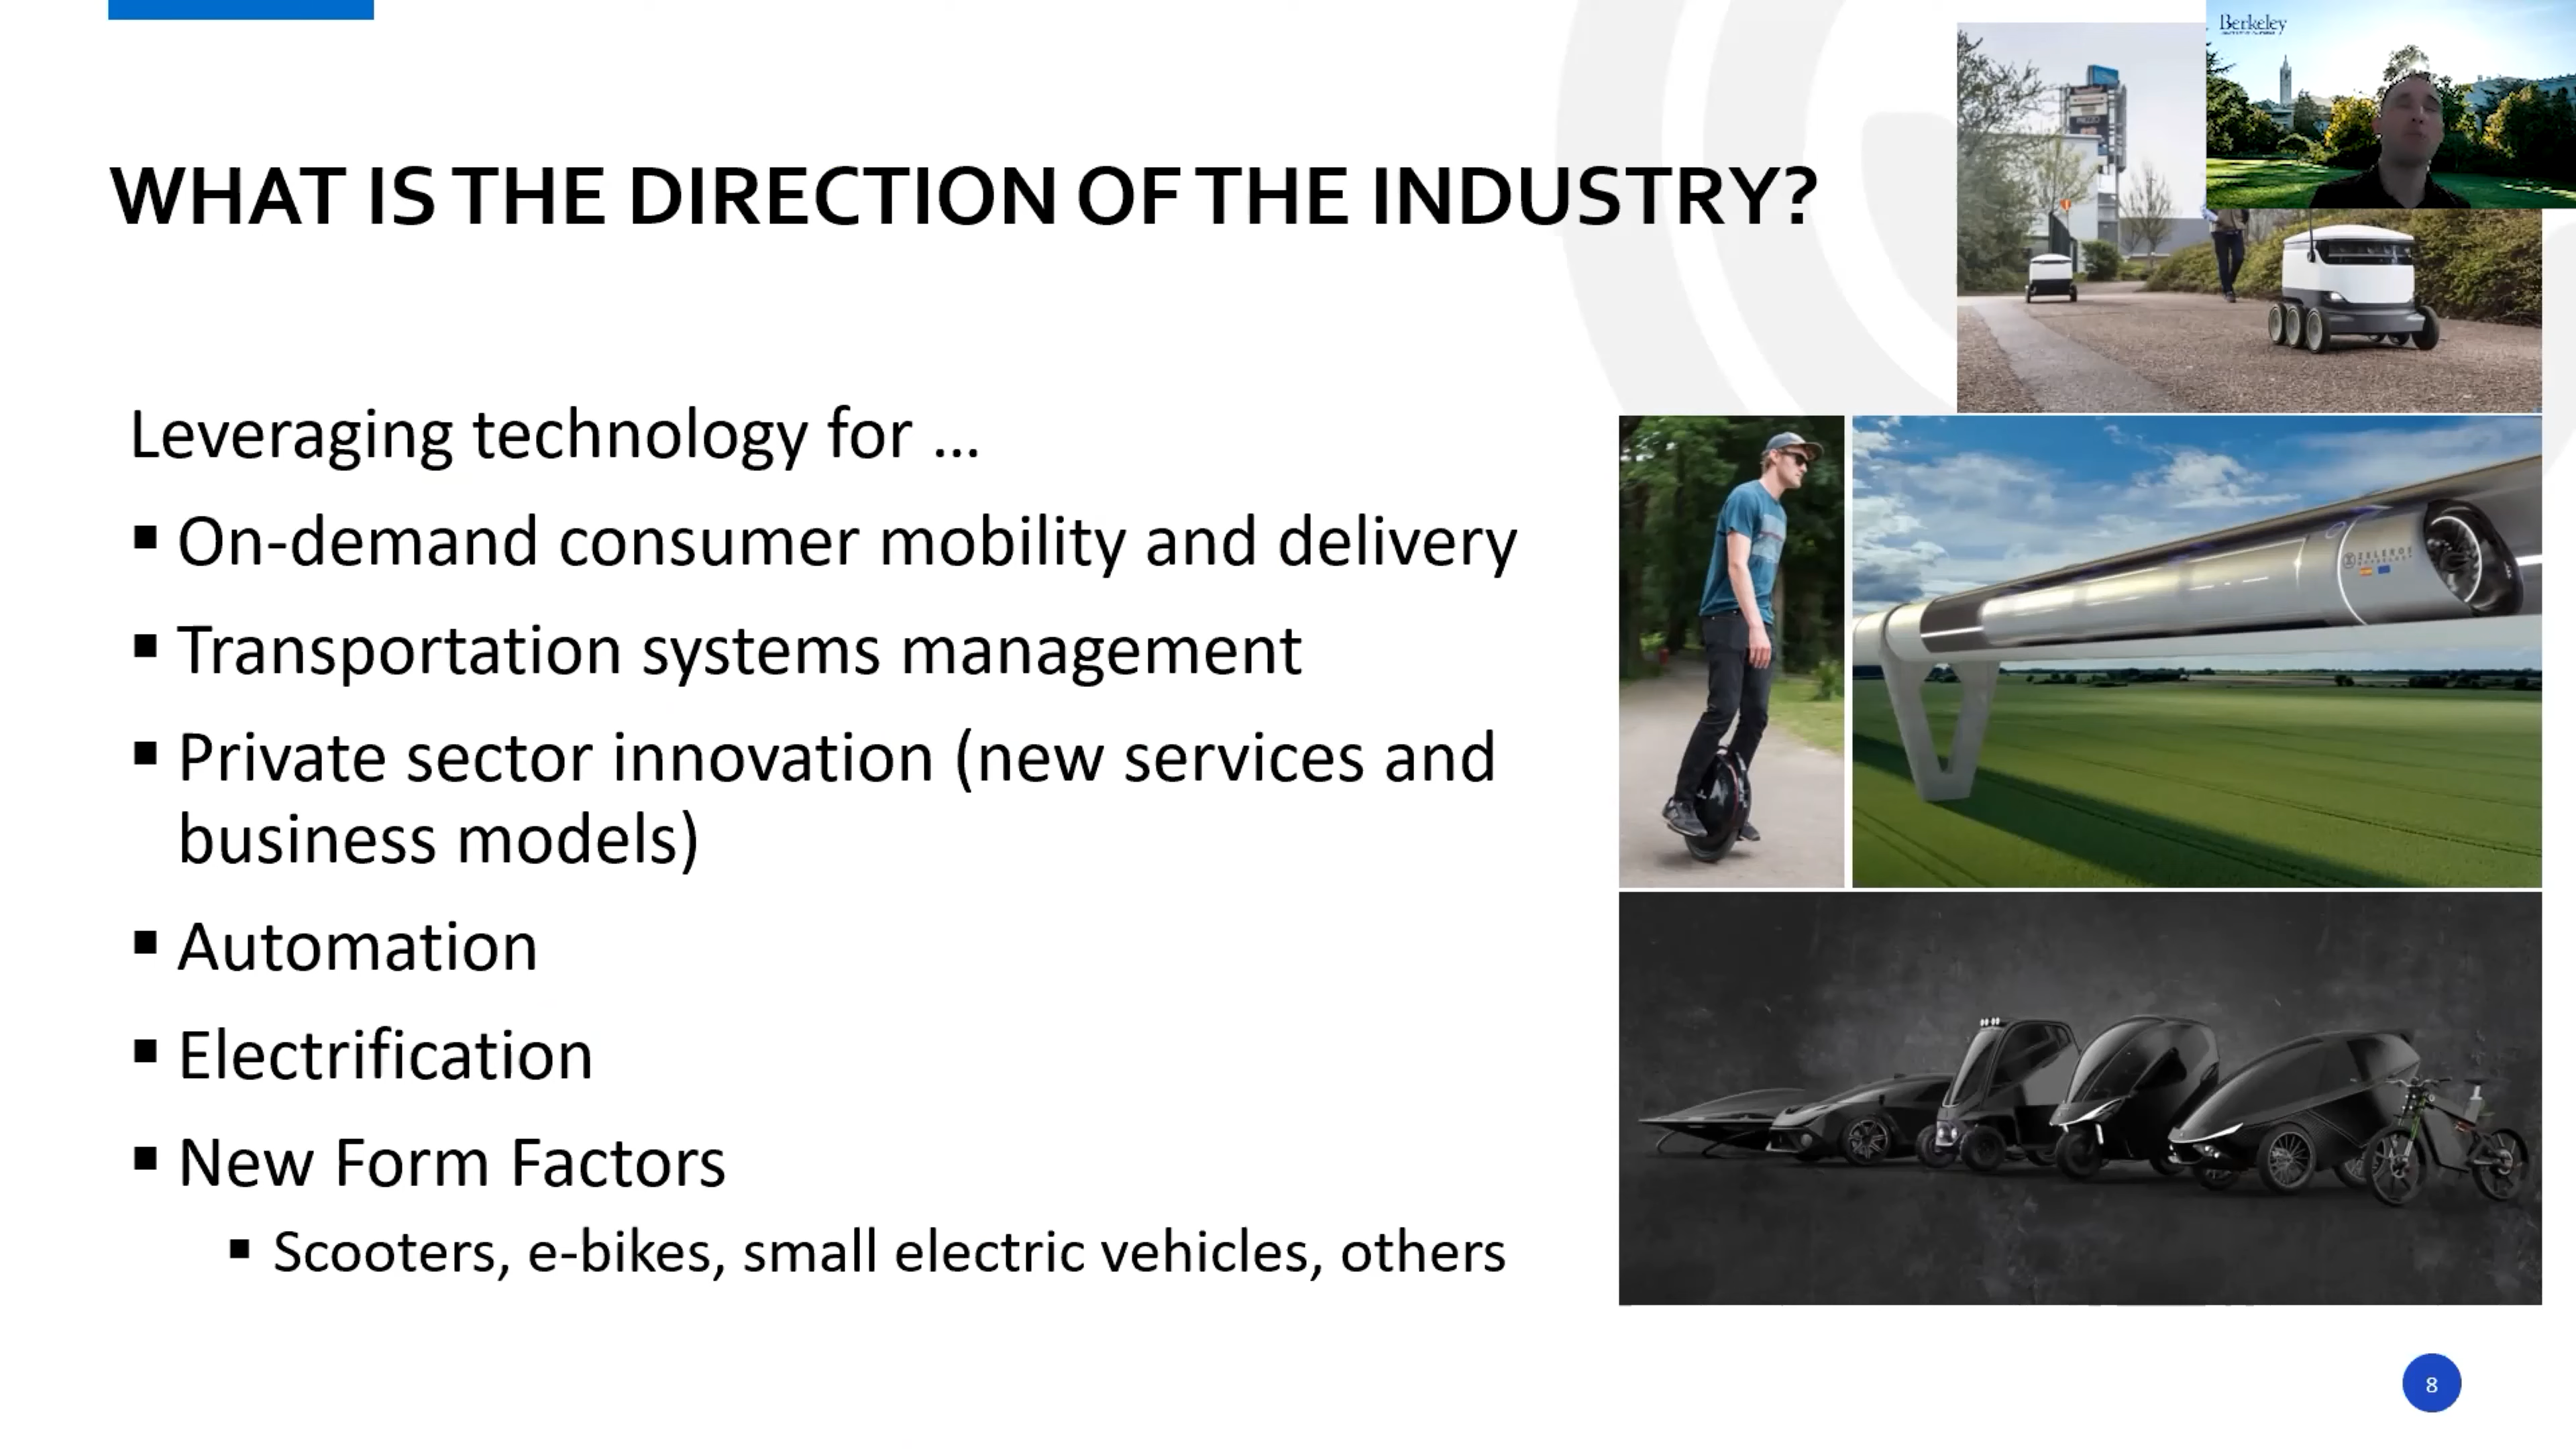 Berkeley
WHAT IS THE DIRECTION OF THE INDUSTRY?
Leveraging technology for ...
▪ On-demand consumer mobility and delivery
▪ Transportation systems management
▪ Private sector innovation (new services and
business models)
▪ Automation
▪ Electrification
▪ New Form Factors
▪ Scooters, e-bikes, small electric vehicles, others
ZELEROS
8